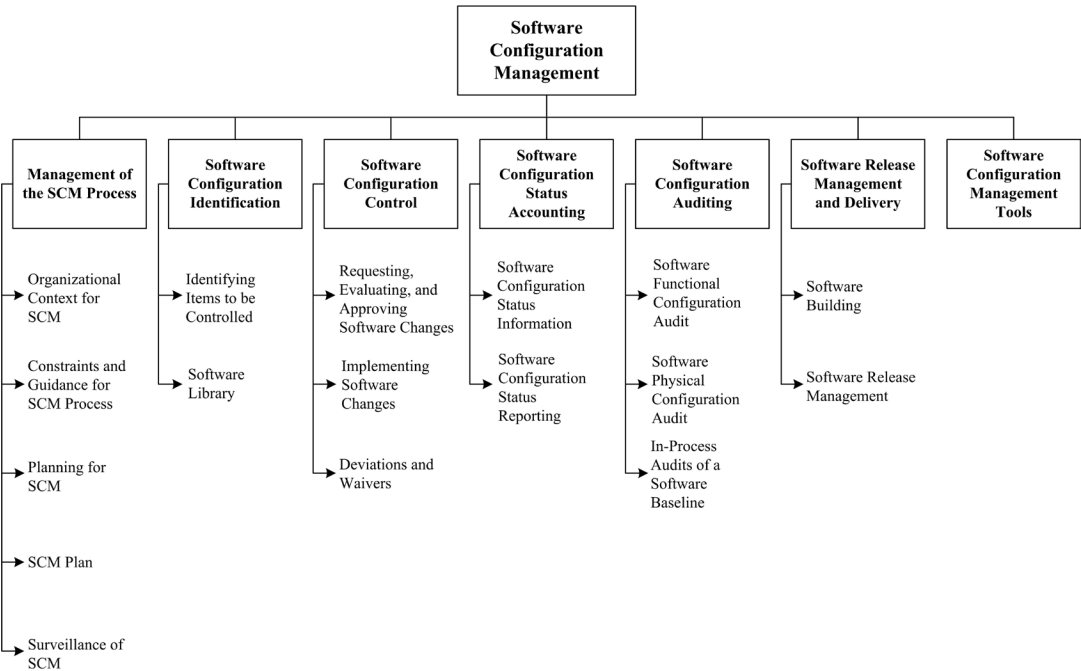 Software
Configuration
Management
Management of
the SCM Process
Organizational
Context for
SCM
Constraints and
Guidance for
SCM Process
Planning for
SCM
SCM Plan
Surveillance of
SCM
Software
Configuration
Identification
Identifying
Items to be
Controlled
Software
Library
Software
Configuration
Control
Requesting,
Evaluating, and
Approving
Software Changes
Implementing
Software
Changes
Deviations and
Waivers
Software
Configuration
Status
Accounting
Software
Configuration
Status
Information
Software
Configuration
Status
Reporting
Software
Configuration
Auditing
Software
Functional
Configuration
Audit
Software
Physical
Configuration
Audit
In-Process
Audits of a
Software
Baseline
Software Release
Management
and Delivery
Software
Building
Software Release
Management
Software
Configuration
Management
Tools